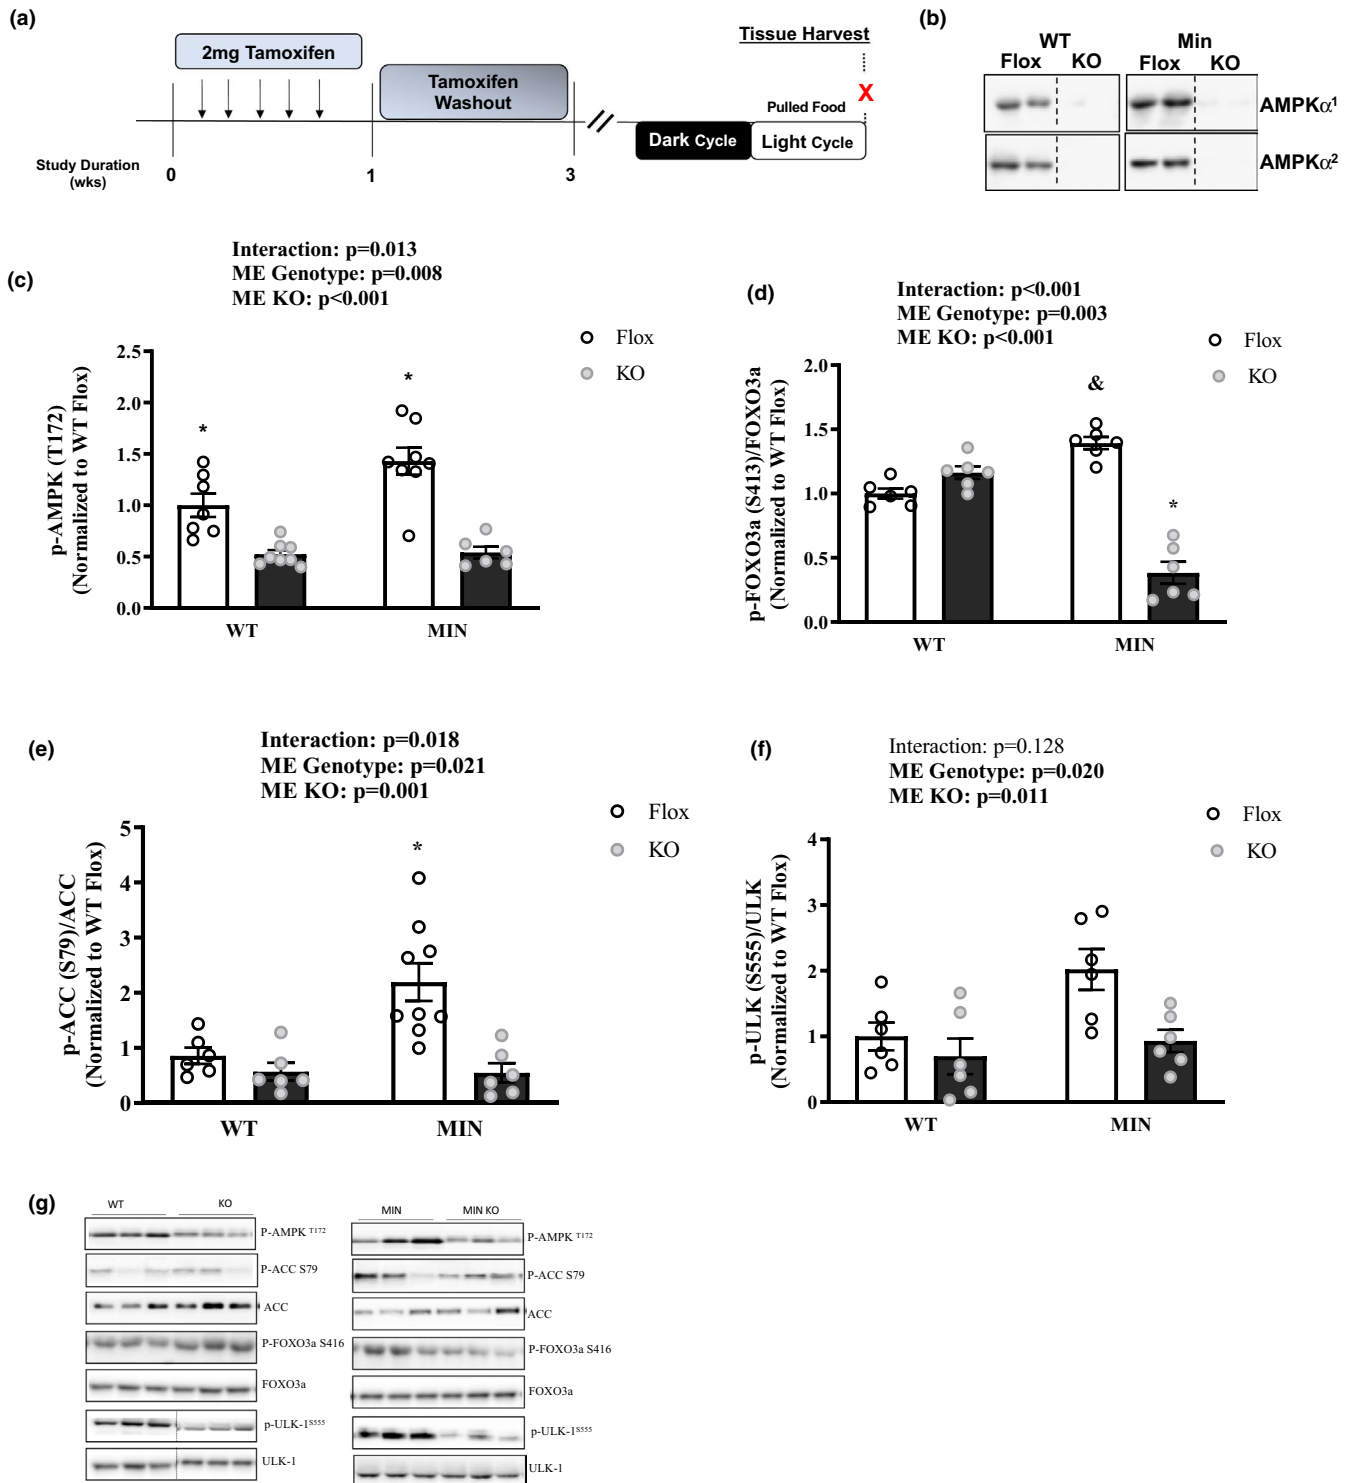 (a)
Tissue Harvest
2mg Tamoxifen
Tamoxifen
Washout
X
Pulled Food
Dark Cycle
Light Cycle
Study Duration
(wks)
0
1
3
(b)
WT
Min
Flox
KO
Flox
KO
AMPKα1
AMPKα2
(c)
Interaction: p=0.013
ME Genotype: p=0.008
ME KO: p<0.001
Flox
KO
p-AMPK (T172)
(Normalized to WT Flox)
2.5
2.0
1.5
1.0
0.5
0.0
*
*
WT
MIN
(d)
Interaction: p<0.001
ME Genotype: p=0.003
ME KO: p<0.001
Flox
KO
p-FOXO3a (S413)/FOXO3a
(Normalized to WT Flox)
2.0
1.5
1.0
0.5
0.0
&
*
WT
MIN
(e)
Interaction: p=0.018
ME Genotype: p=0.021
ME KO: p=0.001
Flox
KO
p-ACC (S79)/ACC
(Normalized to WT Flox)
5
4
3
2
1
0
*
WT
MIN
(f)
Interaction: p=0.128
ME Genotype: p=0.020
ME KO: p=0.011
Flox
KO
p-ULK (S555)/ULK
(Normalized to WT Flox)
4
3
2
1
0
WT
MIN
(g)
WT
KO
P-AMPK T172
P-ACC S79
ACC
P-FOXO3a S416
FOXO3a
p-ULK-1S555
ULK-1
MIN
MIN KO
P-AMPK T172
P-ACC S79
ACC
P-FOXO3a S416
FOXO3a
p-ULK-1S555
ULK-1